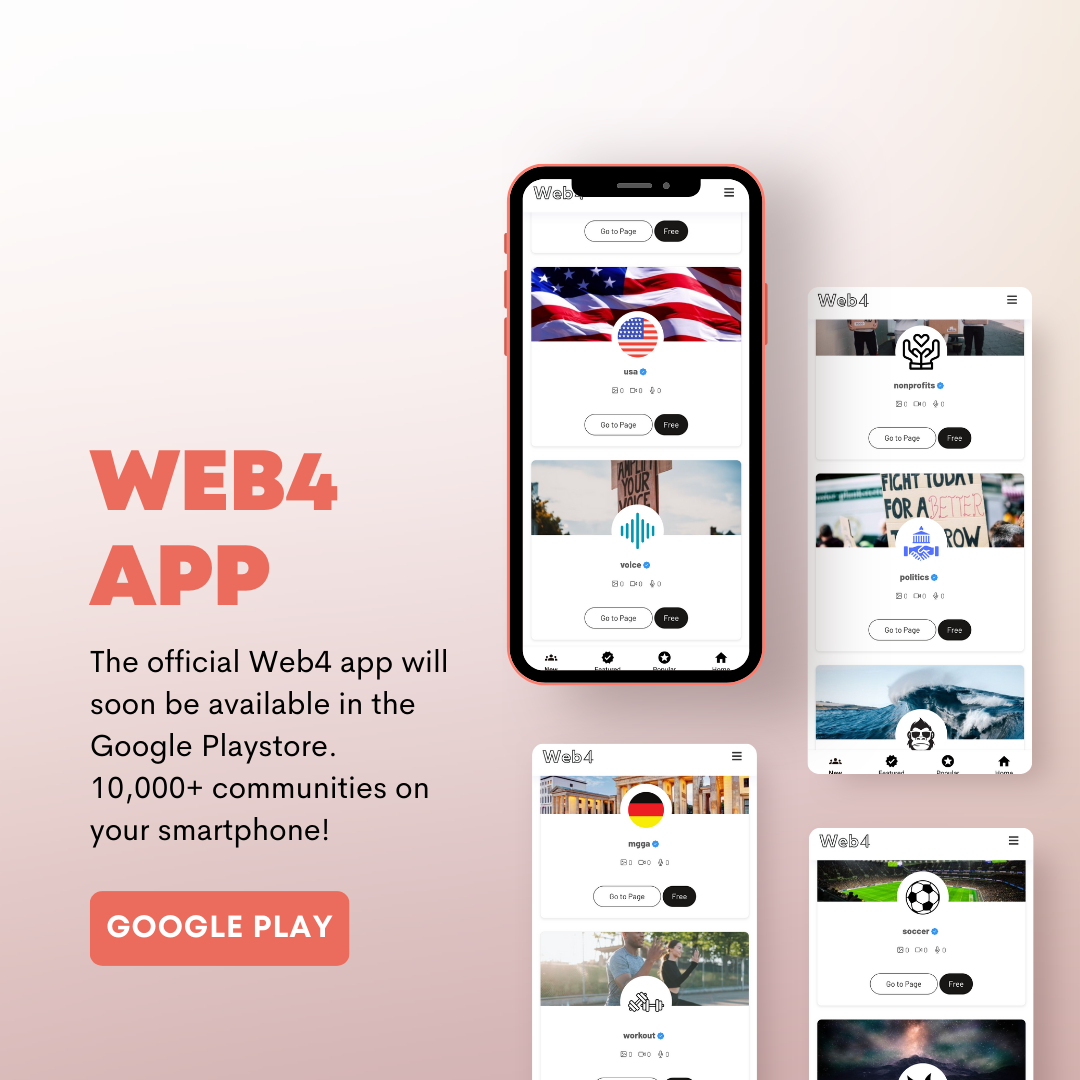 WEB4
APP
The official Web4 app will
soon be available in the
Google Playstore.
10,000+ communities on
your smartphone!
GOOGLE PLAY
Web4
Go to Page Free
usa
0 0 0
Go to Page Free
AMPLIFY
YOUR
VOICE
voice
0 0 0
Go to Page Free
New Featured Popular Home
Web4
nonprofits
0 0 0
Go to Page Free
FIGHT TODAY
FOR A BETTER
politics
0 0 0
Go to Page Free
New Featured Popular Home
Web4
mgga
0 0 0
Go to Page Free
workout
0 0 0
Web4
soccer
0 0 0
Go to Page Free